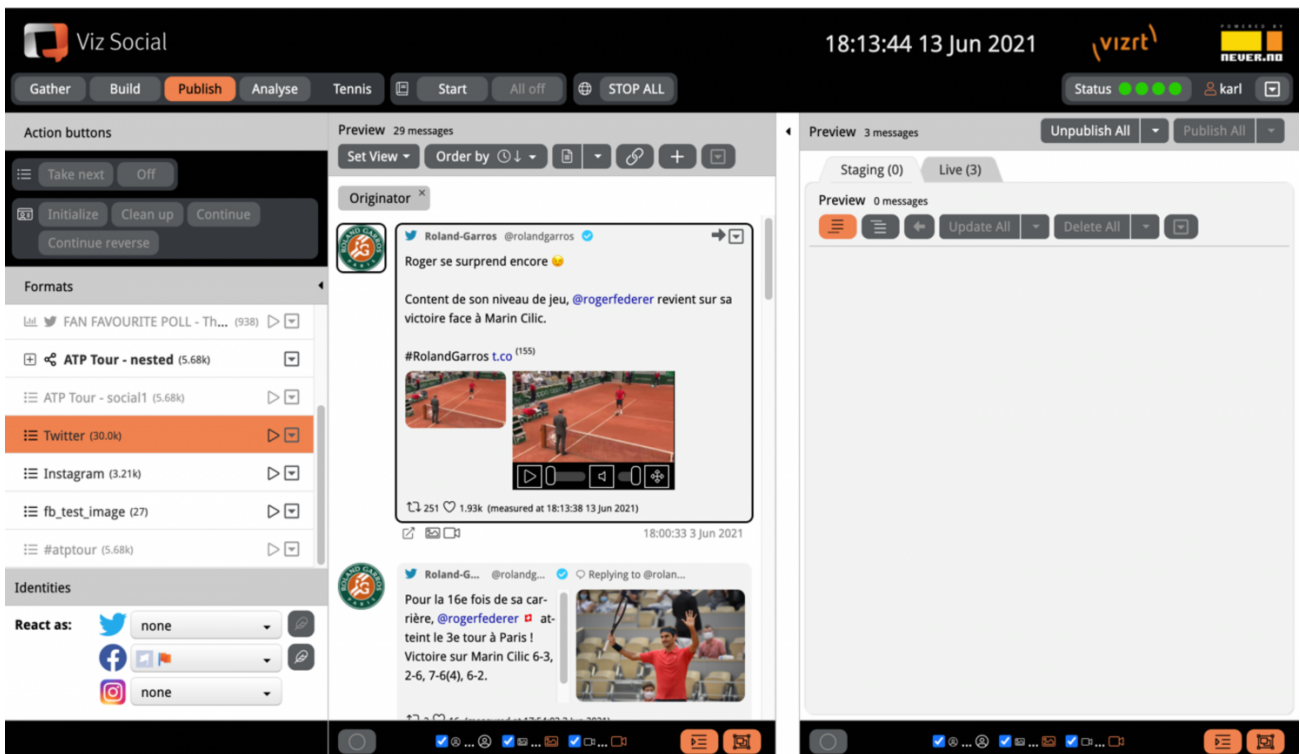 Viz Social
18:13:44 13 Jun 2021
vizrt
POWERED BY
NEVER.NO
Gather Build Publish Analyse Tennis Start All off STOP ALL
Status karl
Action buttons
Take next Off
Initialize Clean up Continue
Continue reverse
Formats
FAN FAVOURITE POLL - Th... (938)
ATP Tour - nested (5.68k)
ATP Tour - social1 (5.68k)
Twitter (30.0k)
Instagram (3.21k)
fb_test_image (27)
#atptour (5.68k)
Identities
React as: none
none
Preview 29 messages
Set View Order by
Originator ×
ROLAND GARROS
PARIS
Roland-Garros @rolandgarros
Roger se surprend encore 😉
Content de son niveau de jeu, @rogerfederer revient sur sa
victoire face à Marin Cilic.
#RolandGarros t.co (155)
251 1.93k (measured at 18:13:38 13 Jun 2021)
18:00:33 3 Jun 2021
ROLAND GARROS
PARIS
Roland-G... @rolandg... Replying to @rolan...
Pour la 16e fois de sa car-
rière, @rogerfederer 🇨🇭 at-
teint le 3e tour à Paris !
Victoire sur Marin Cilic 6-3,
2-6, 7-6(4), 6-2.
... ... ...
Preview 3 messages
Unpublish All Publish All
Staging (0) Live (3)
Preview 0 messages
Update All Delete All
... ... ...